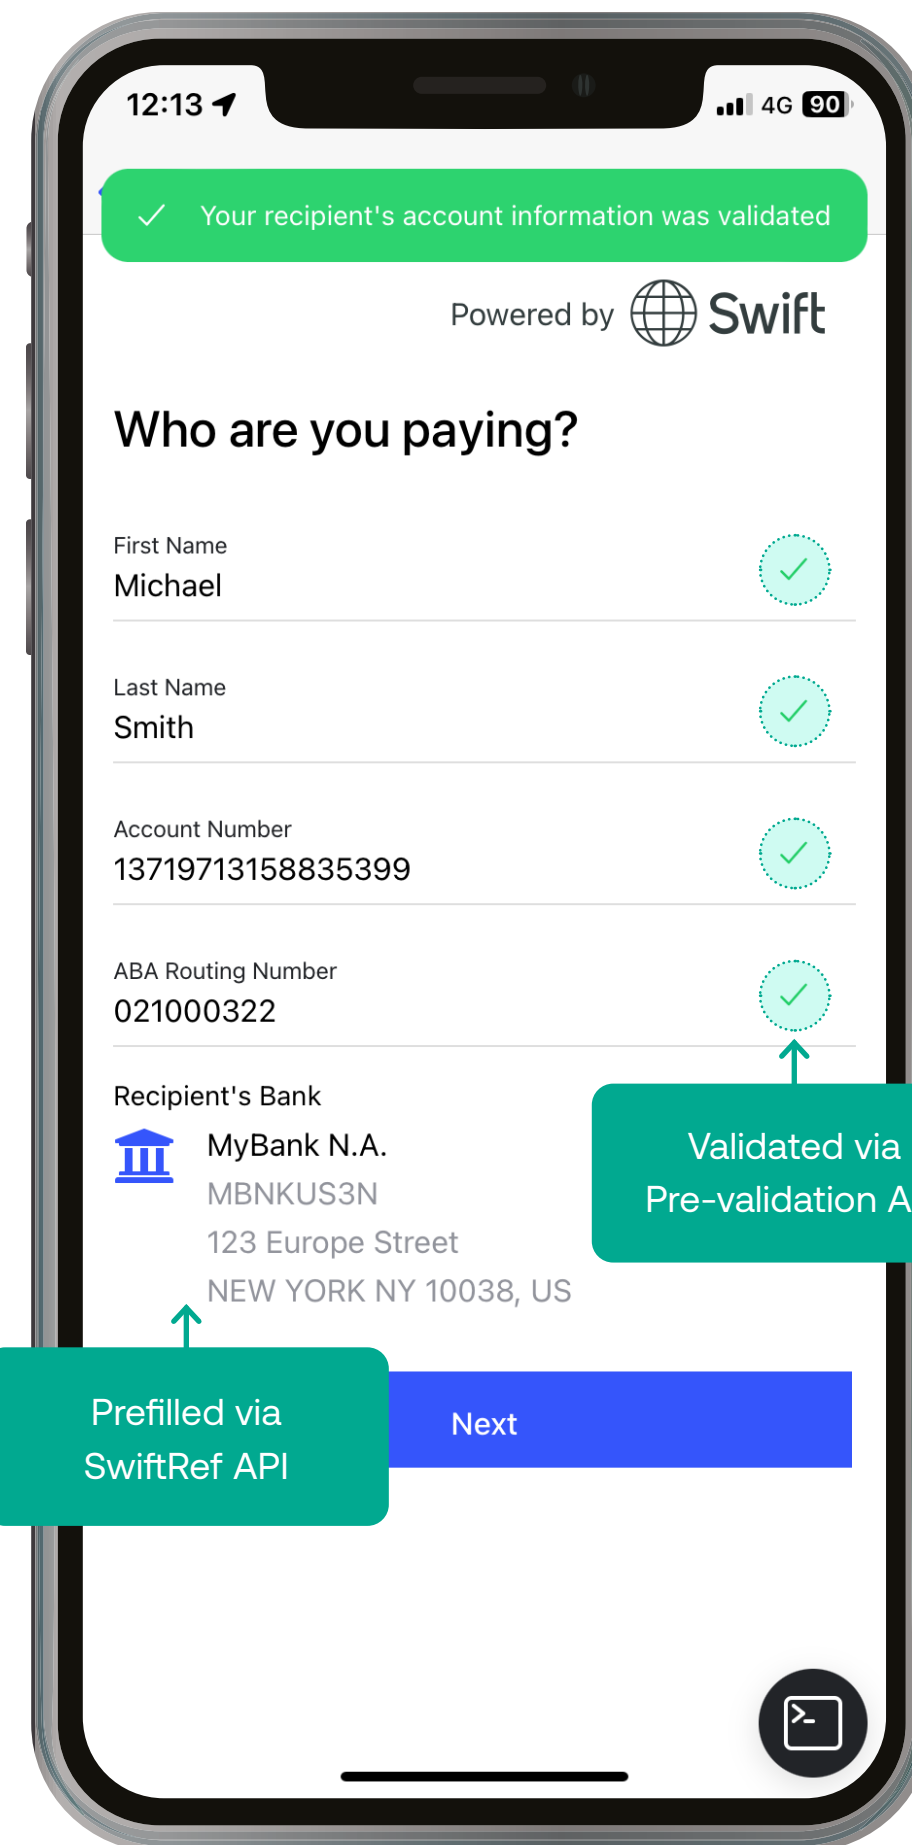 12:13
4G 90
Your recipient's account information was validated
Powered by Swift
Who are you paying?
First Name
Michael
Last Name
Smith
Account Number
13719713158835399
ABA Routing Number
021000322
Recipient's Bank
MyBank N.A.
MBNKUS3N
123 Europe Street
NEW YORK NY 10038, US
Validated via
Pre-validation A
Prefilled via
SwiftRef API
Next